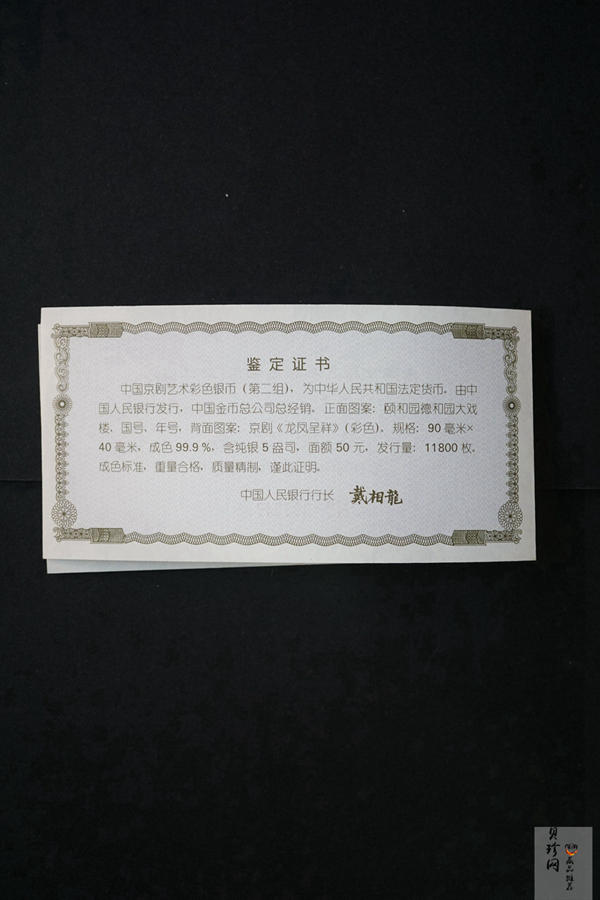 鉴定证书
中国京剧艺术彩色银币（第二组），为中华人民共和国法定货币，由中
国人民银行发行，中国金币总公司总经销，正面图案：颐和园德和园大戏
楼、国号、年号，背面图案：京剧《龙凤呈祥》（彩色），规格：90毫米×
40毫米，成色99.9%，含纯银5盎司，面额50元，发行量：11800枚，
成色标准，重量合格，质量精制，谨此证明。
中国人民银行行长 戴相龍
贝珍网